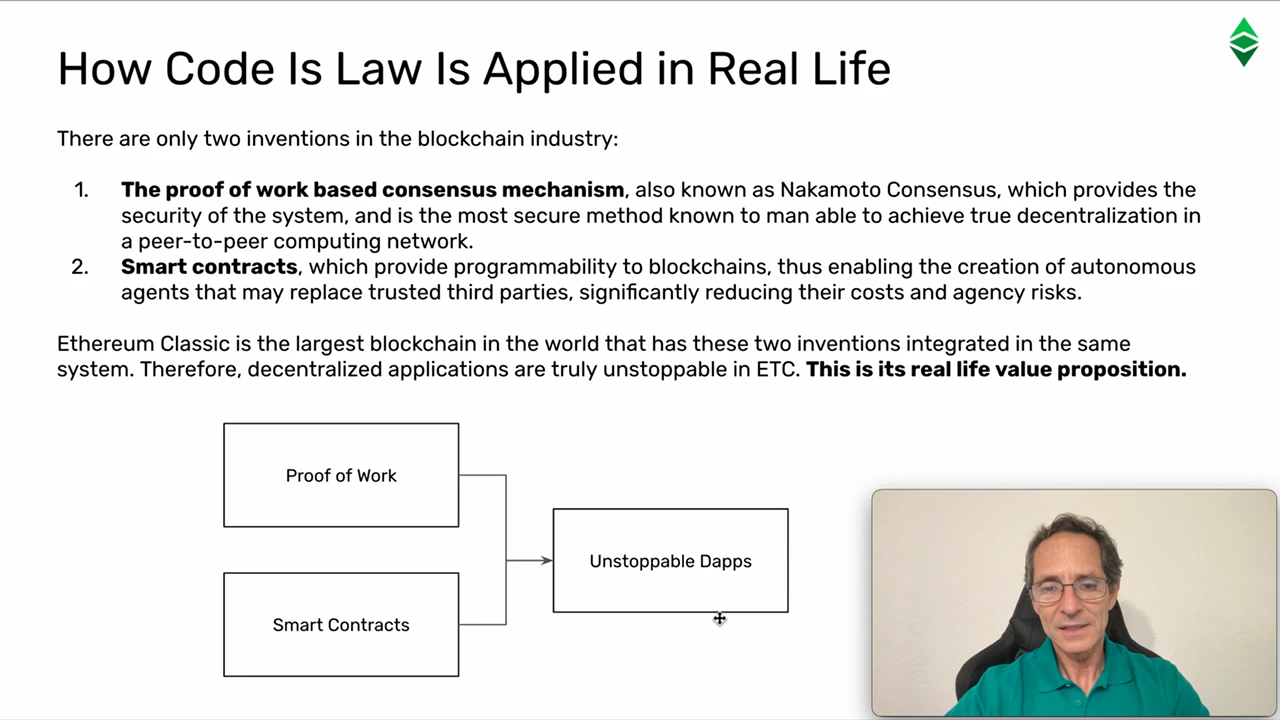 How Code Is Law Is Applied in Real Life
There are only two inventions in the blockchain industry:
1. The proof of work based consensus mechanism, also known as Nakamoto Consensus, which provides the
security of the system, and is the most secure method known to man able to achieve true decentralization in
a peer-to-peer computing network.
2. Smart contracts, which provide programmability to blockchains, thus enabling the creation of autonomous
agents that may replace trusted third parties, significantly reducing their costs and agency risks.
Ethereum Classic is the largest blockchain in the world that has these two inventions integrated in the same
system. Therefore, decentralized applications are truly unstoppable in ETC. This is its real life value proposition.
Proof of Work
Unstoppable Dapps
Smart Contracts